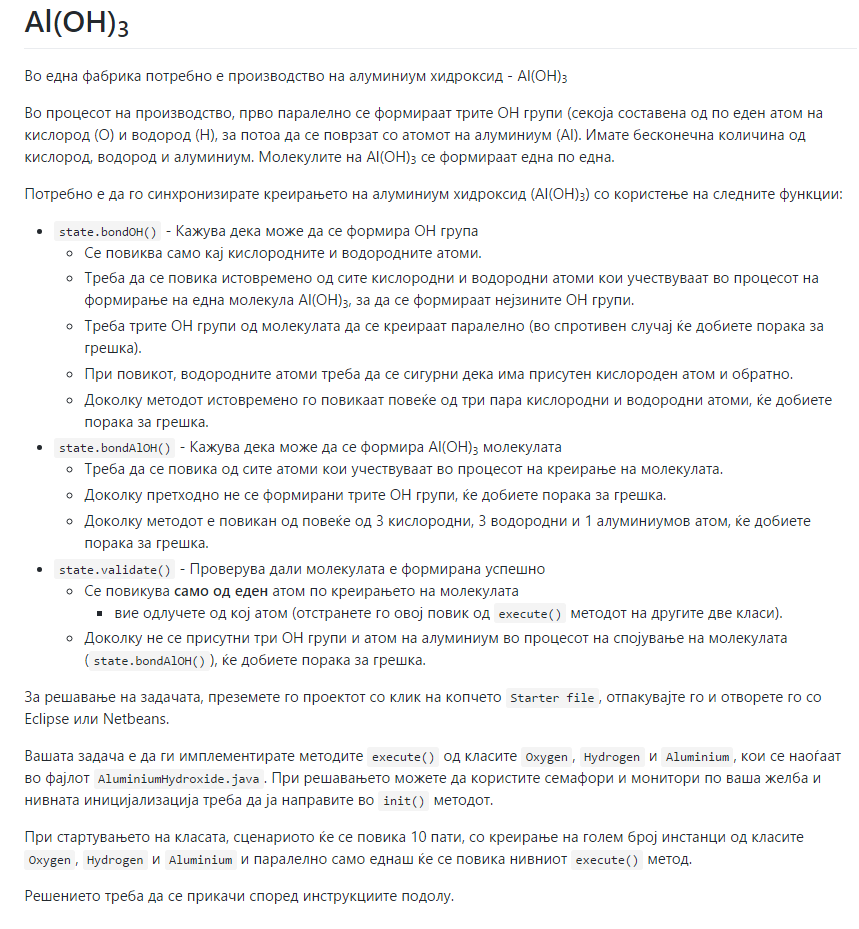 Al(OH)₃
Во една фабрика потребно е производство на алуминиум хидроксид - Al(OH)₃
Во процесот на производство, прво паралелно се формираат трите OH групи (секоја составена од по еден атом на
кислород (O) и водород (H), за потоа да се поврзат со атомот на алуминиум (Al). Имате бесконечна количина од
кислород, водород и алуминиум. Молекулите на Al(OH)₃ се формираат една по една.
Потребно е да го синхронизирате креирањето на алуминиум хидроксид (Al(OH)₃) со користење на следните функции:
• state.bondOH() - Кажува дека може да се формира OH група
◦ Се повиква само кај кислородните и водородните атоми.
◦ Треба да се повика истовремено од сите кислородни и водородни атоми кои учествуваат во процесот на
формирање на една молекула Al(OH)₃, за да се формираат нејзините OH групи.
◦ Треба трите OH групи од молекулата да се креираат паралелно (во спротивен случај ќе добиете порака за
грешка).
◦ При повикот, водородните атоми треба да се сигурни дека има присутен кислороден атом и обратно.
◦ Доколку методот истовремено го повикаат повеќе од три пара кислородни и водородни атоми, ќе добиете
порака за грешка.
• state.bondAlOH() - Кажува дека може да се формира Al(OH)₃ молекулата
◦ Треба да се повика од сите атоми кои учествуваат во процесот на креирање на молекулата.
◦ Доколку претходно не се формирани трите OH групи, ќе добиете порака за грешка.
◦ Доколку методот е повикан од повеќе од 3 кислородни, 3 водородни и 1 алуминиумов атом, ќе добиете
порака за грешка.
• state.validate() - Проверува дали молекулата е формирана успешно
◦ Се повикува само од еден атом по креирањето на молекулата
▪ вие одлучете од кој атом (отстранете го овој повик од execute() методот на другите две класи).
◦ Доколку не се присутни три OH групи и атом на алуминиум во процесот на спојување на молекулата
( state.bondAlOH() ), ќе добиете порака за грешка.
За решавање на задачата, преземете го проектот со клик на копчето Starter file , отпакувајте го и отворете го со
Eclipse или Netbeans.
Вашата задача е да ги имплементирате методите execute() од класите Oxygen , Hydrogen и Aluminium , кои се наоѓаат
во фајлот AluminiumHydroxide.java . При решавањето можете да користите семафори и монитори по ваша желба и
нивната иницијализација треба да ја направите во init() методот.
При стартувањето на класата, сценариото ќе се повика 10 пати, со креирање на голем број инстанци од класите
Oxygen , Hydrogen и Aluminium и паралелно само еднаш ќе се повика нивниот execute() метод.
Решението треба да се прикачи според инструкциите подолу.